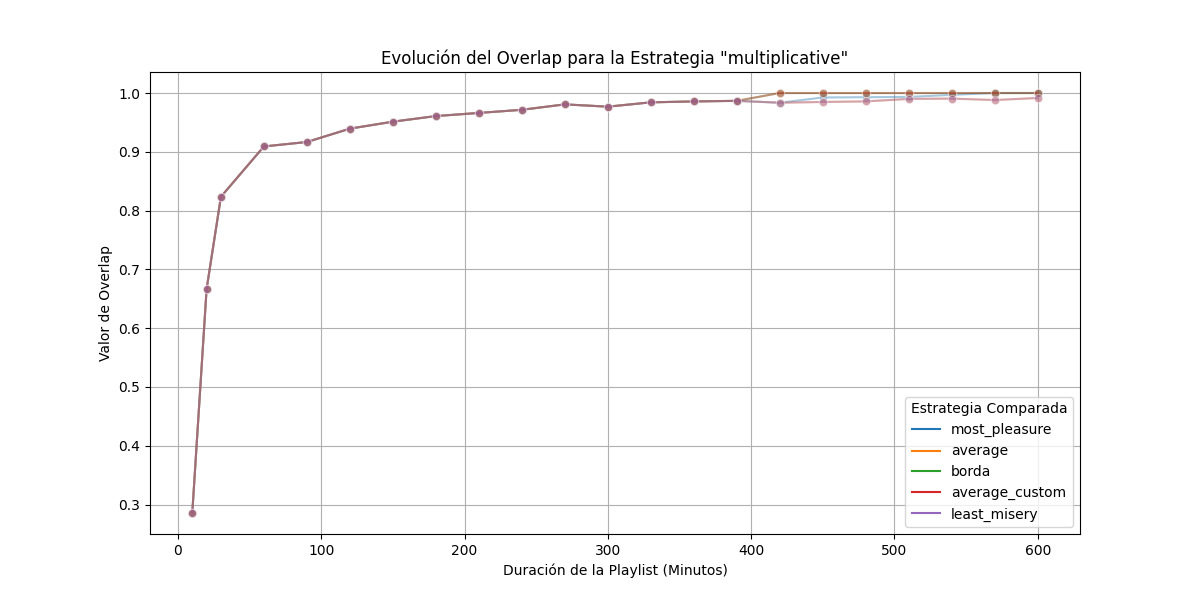 Evolución del Overlap para la Estrategia "multiplicative"
Valor de Overlap
1.0
0.9
0.8
0.7
0.6
0.5
0.4
0.3
Estrategia Comparada
most_pleasure
average
borda
average_custom
least_misery
0 100 200 300 400 500 600
Duración de la Playlist (Minutos)